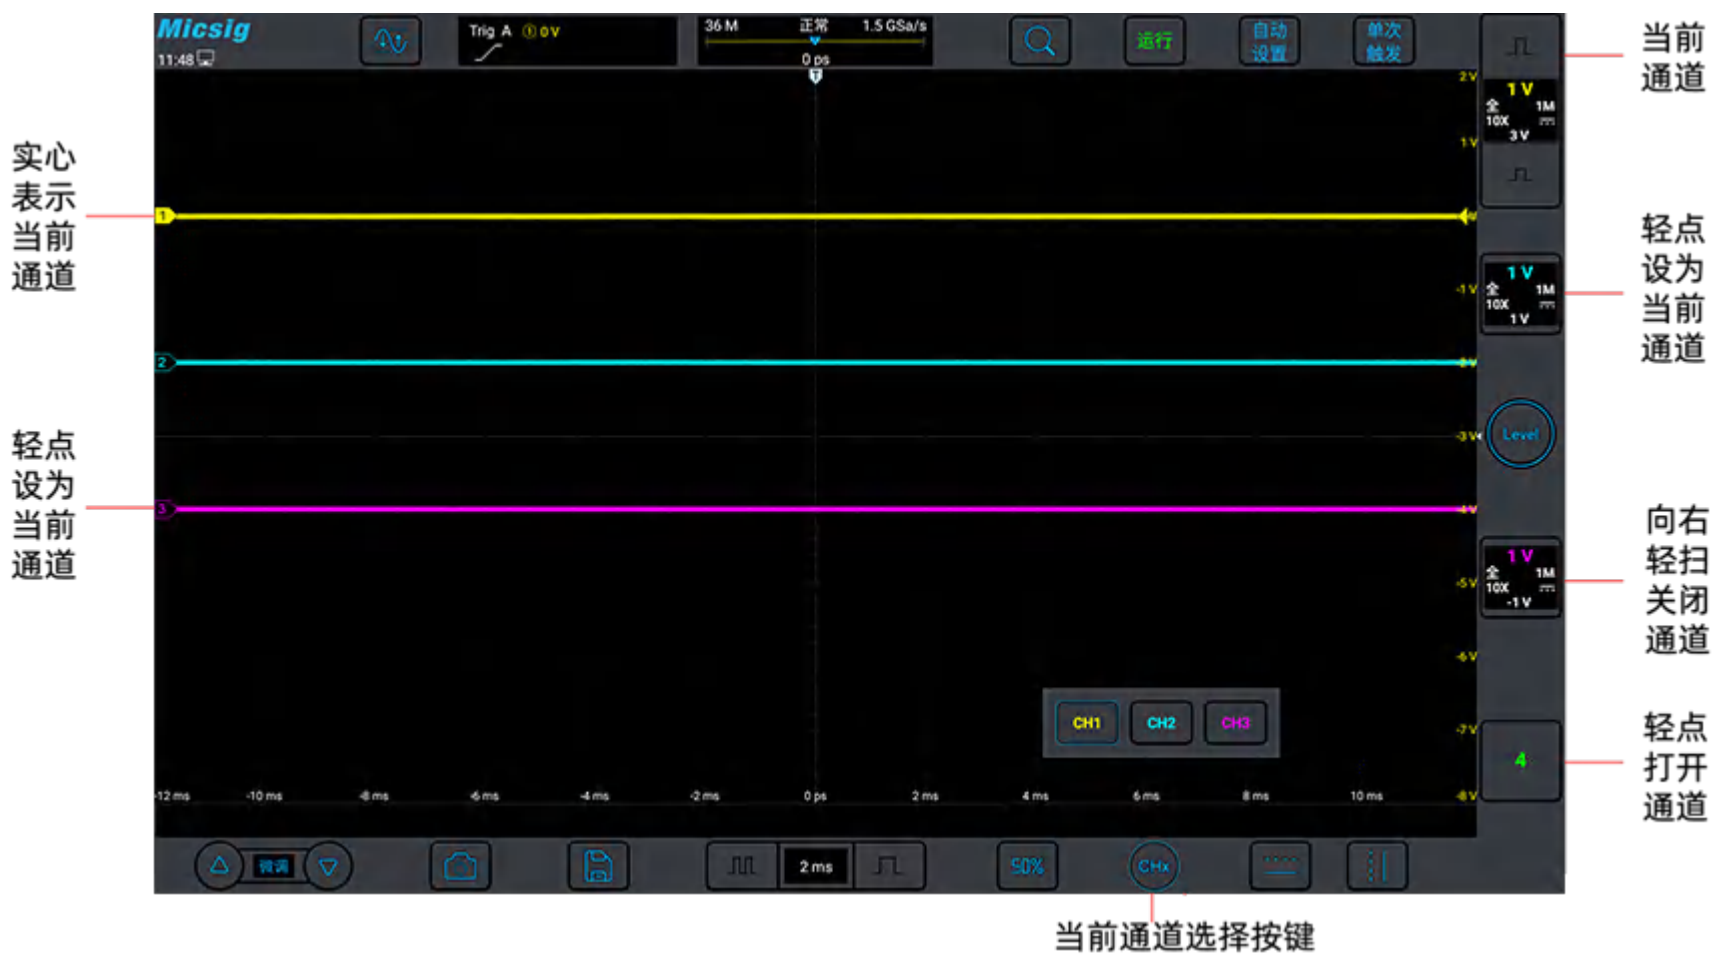 Micsig
11:48
Trig A ① 0 V
36 M 正常 1.5 GSa/s
0 ps
T
运行
自动
设置
单次
触发
当前
通道
2 V
1 V
-1 V
-3 V
-4 V
-5 V
-6 V
-7 V
-8 V
1 V
全 1M
10X
3 V
实心
表示
当前
通道
1
轻点
设为
当前
通道
1 V
全 1M
10X
1 V
2
Level
轻点
设为
当前
通道
3
向右
轻扫
关闭
通道
1 V
全 1M
10X
-1 V
CH1 CH2 CH3
轻点
打开
通道
4
-12 ms -10 ms -8 ms -6 ms -4 ms -2 ms 0 ps 2 ms 4 ms 6 ms 8 ms 10 ms
微调
2 ms
50%
CHx
当前通道选择按键